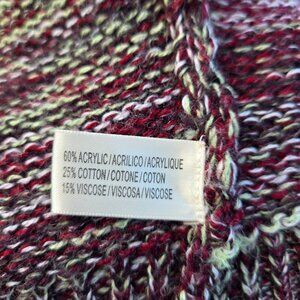 60% ACRYLIC/ACRILICO/ACRYLIQUE
25% COTTON/COTONE/COTON
15% VISCOSE/VISCOSA/VISCOSE